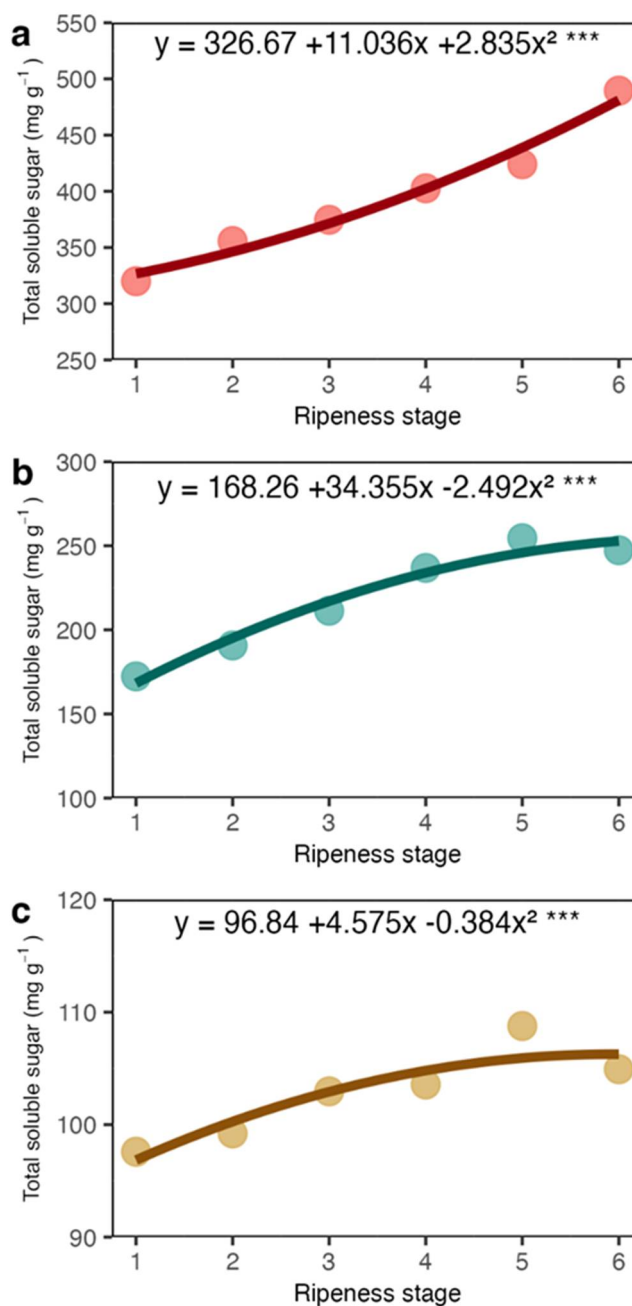 a
y = 326.67 +11.036x +2.835x² ***
Total soluble sugar (mg g⁻¹ )
550
500
450
400
350
300
250
1 2 3 4 5 6
Ripeness stage
b
y = 168.26 +34.355x -2.492x² ***
Total soluble sugar (mg g⁻¹ )
300
250
200
150
100
1 2 3 4 5 6
Ripeness stage
c
y = 96.84 +4.575x -0.384x² ***
Total soluble sugar (mg g⁻¹ )
120
110
100
90
1 2 3 4 5 6
Ripeness stage